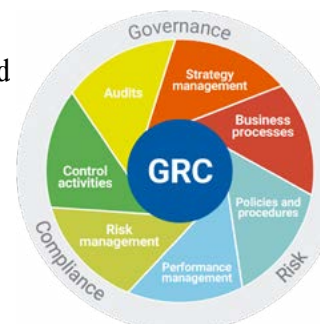 Governance
d
Audits
Strategy
management
Business
processes
Control
activities
GRC
Policies and
procedures
Risk
management
Performance
management
Compliance
Risk